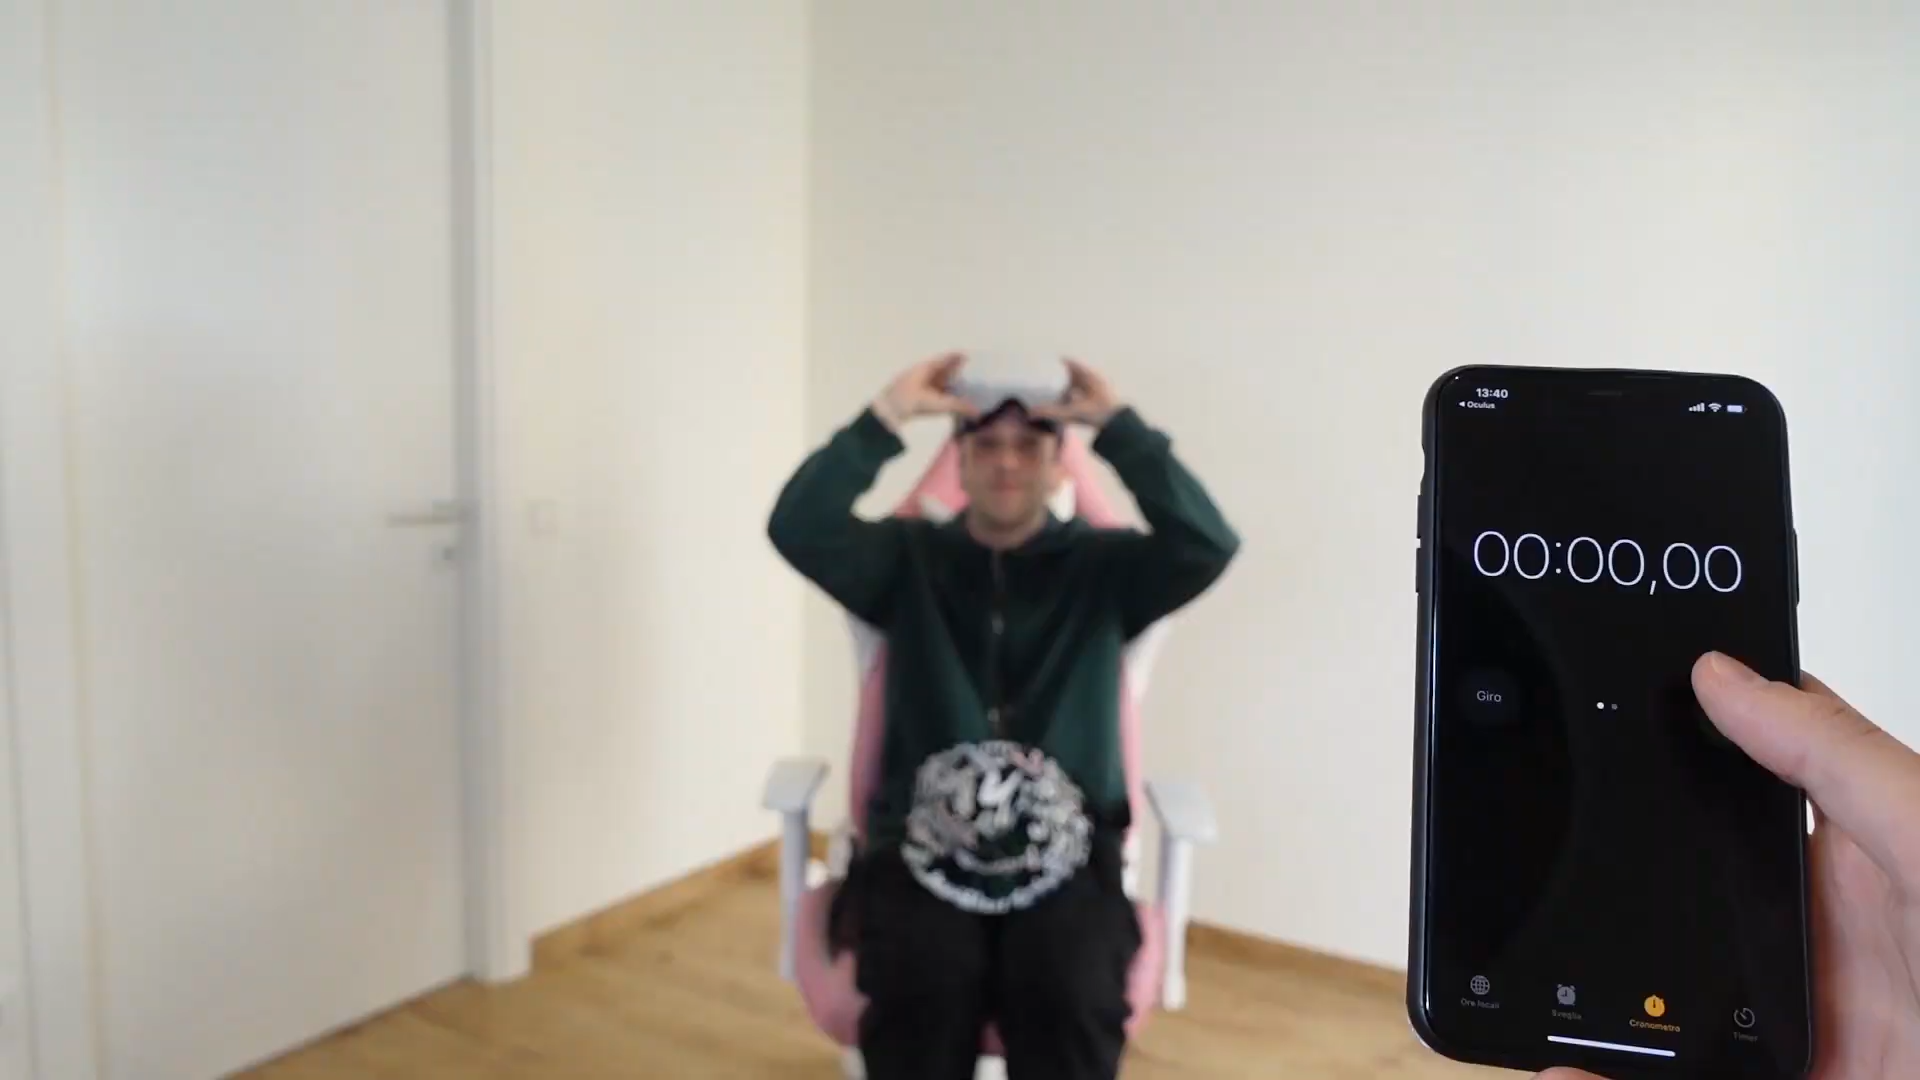 13:40
◀ Oculus
00:00,00
Giro
Ore locali
Sveglia
Cronometro
Timer